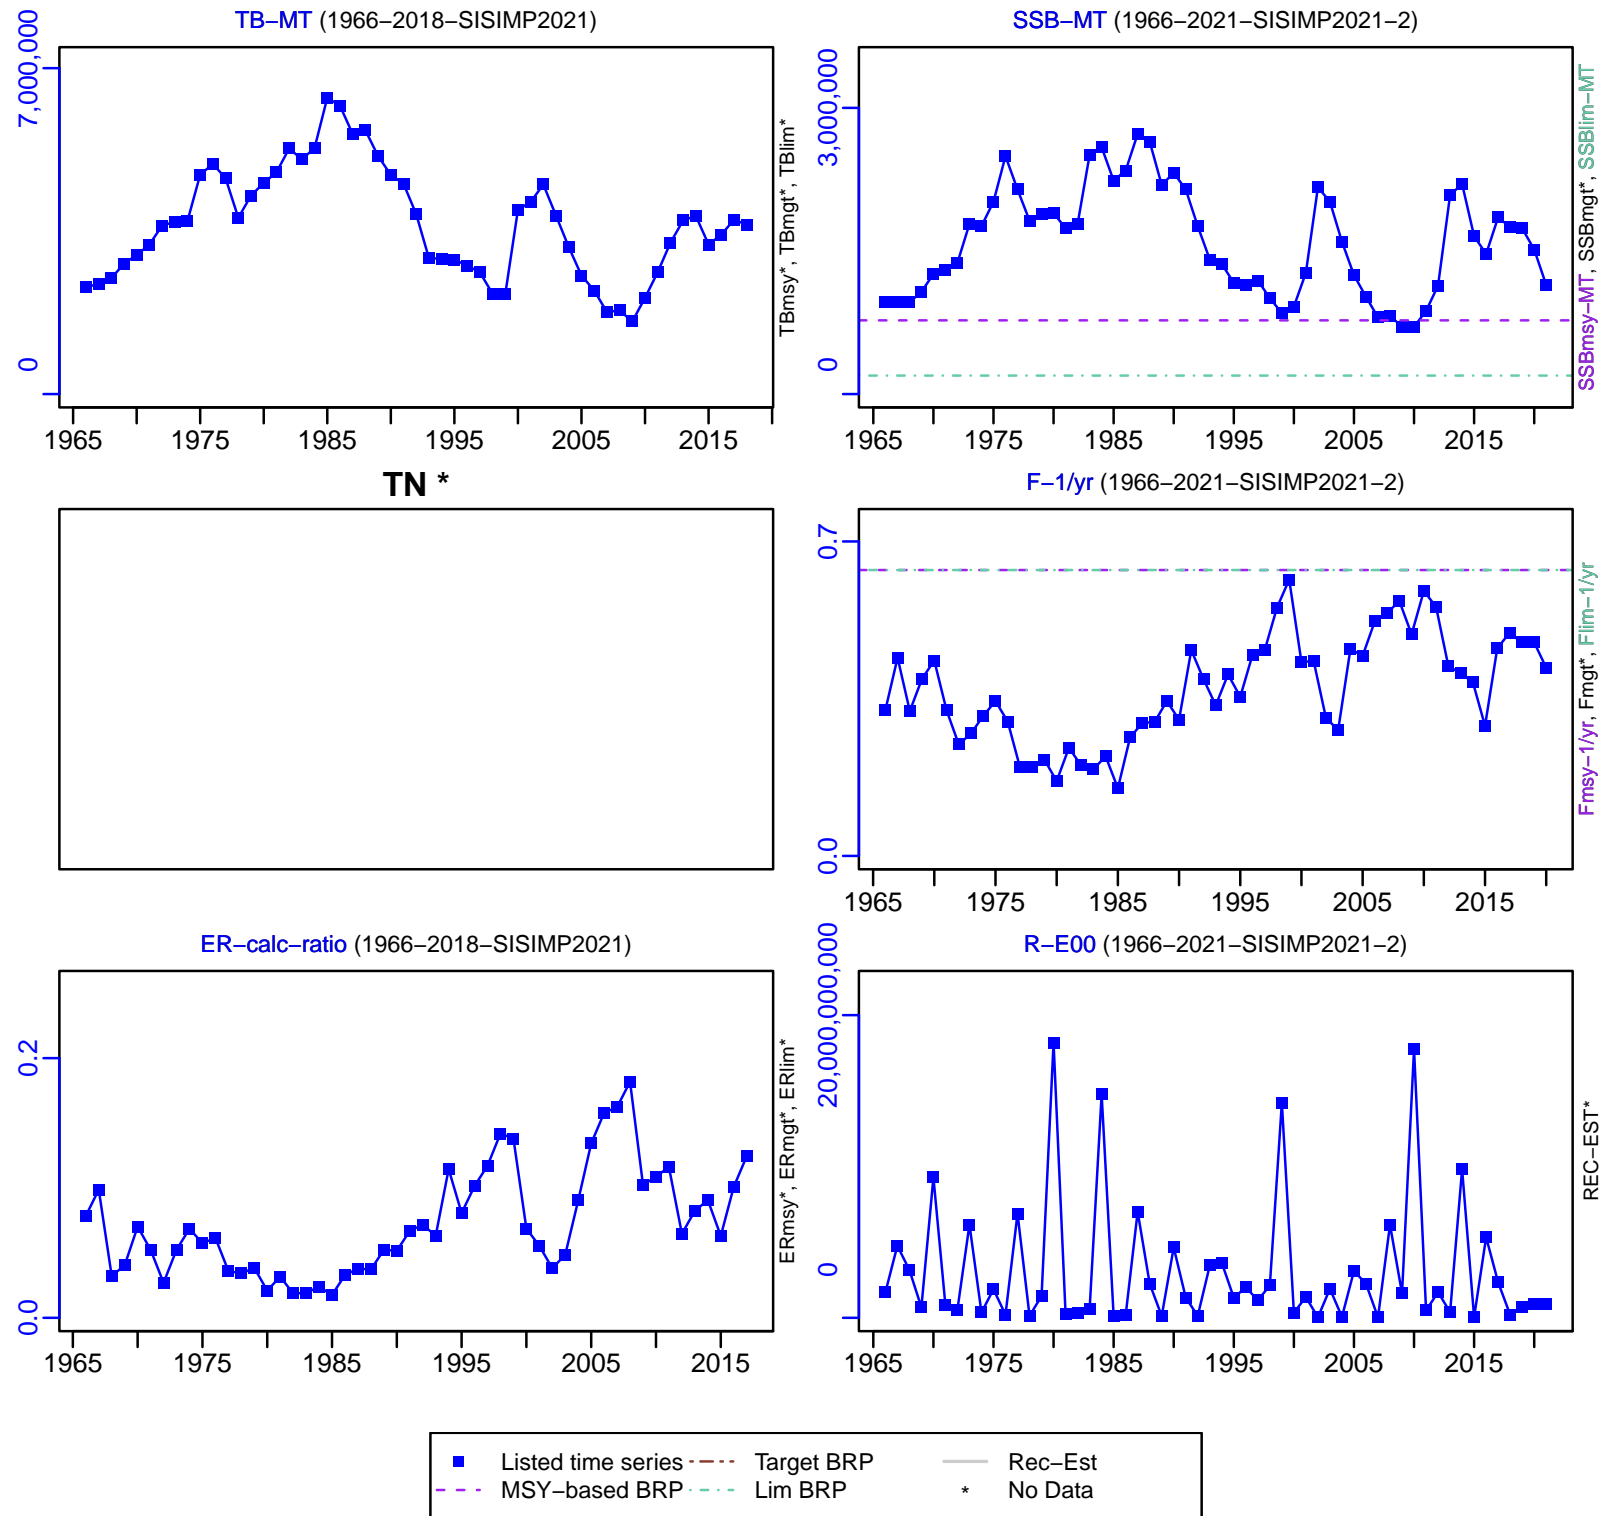 TB−MT (1966−2018−SISIMP2021)
7,000,000
0
1965 1975 1985 1995 2005 2015
TBmsy*, TBmgt*, TBlim*
SSB−MT (1966−2021−SISIMP2021−2)
3,000,000
0
1965 1975 1985 1995 2005 2015
SSBmsy−MT, SSBmgt*, SSBlim−MT
TN *
F−1/yr (1966−2021−SISIMP2021−2)
0.7
0.0
1965 1975 1985 1995 2005 2015
Fmsy−1/yr, Fmgt*, Flim−1/yr
ER−calc−ratio (1966−2018−SISIMP2021)
0.2
0.0
1965 1975 1985 1995 2005 2015
ERmsy*, ERmgt*, ERlim*
R−E00 (1966−2021−SISIMP2021−2)
20,000,000,000
0
1965 1975 1985 1995 2005 2015
REC−EST*
Listed time series Target BRP Rec−Est
MSY−based BRP Lim BRP * No Data